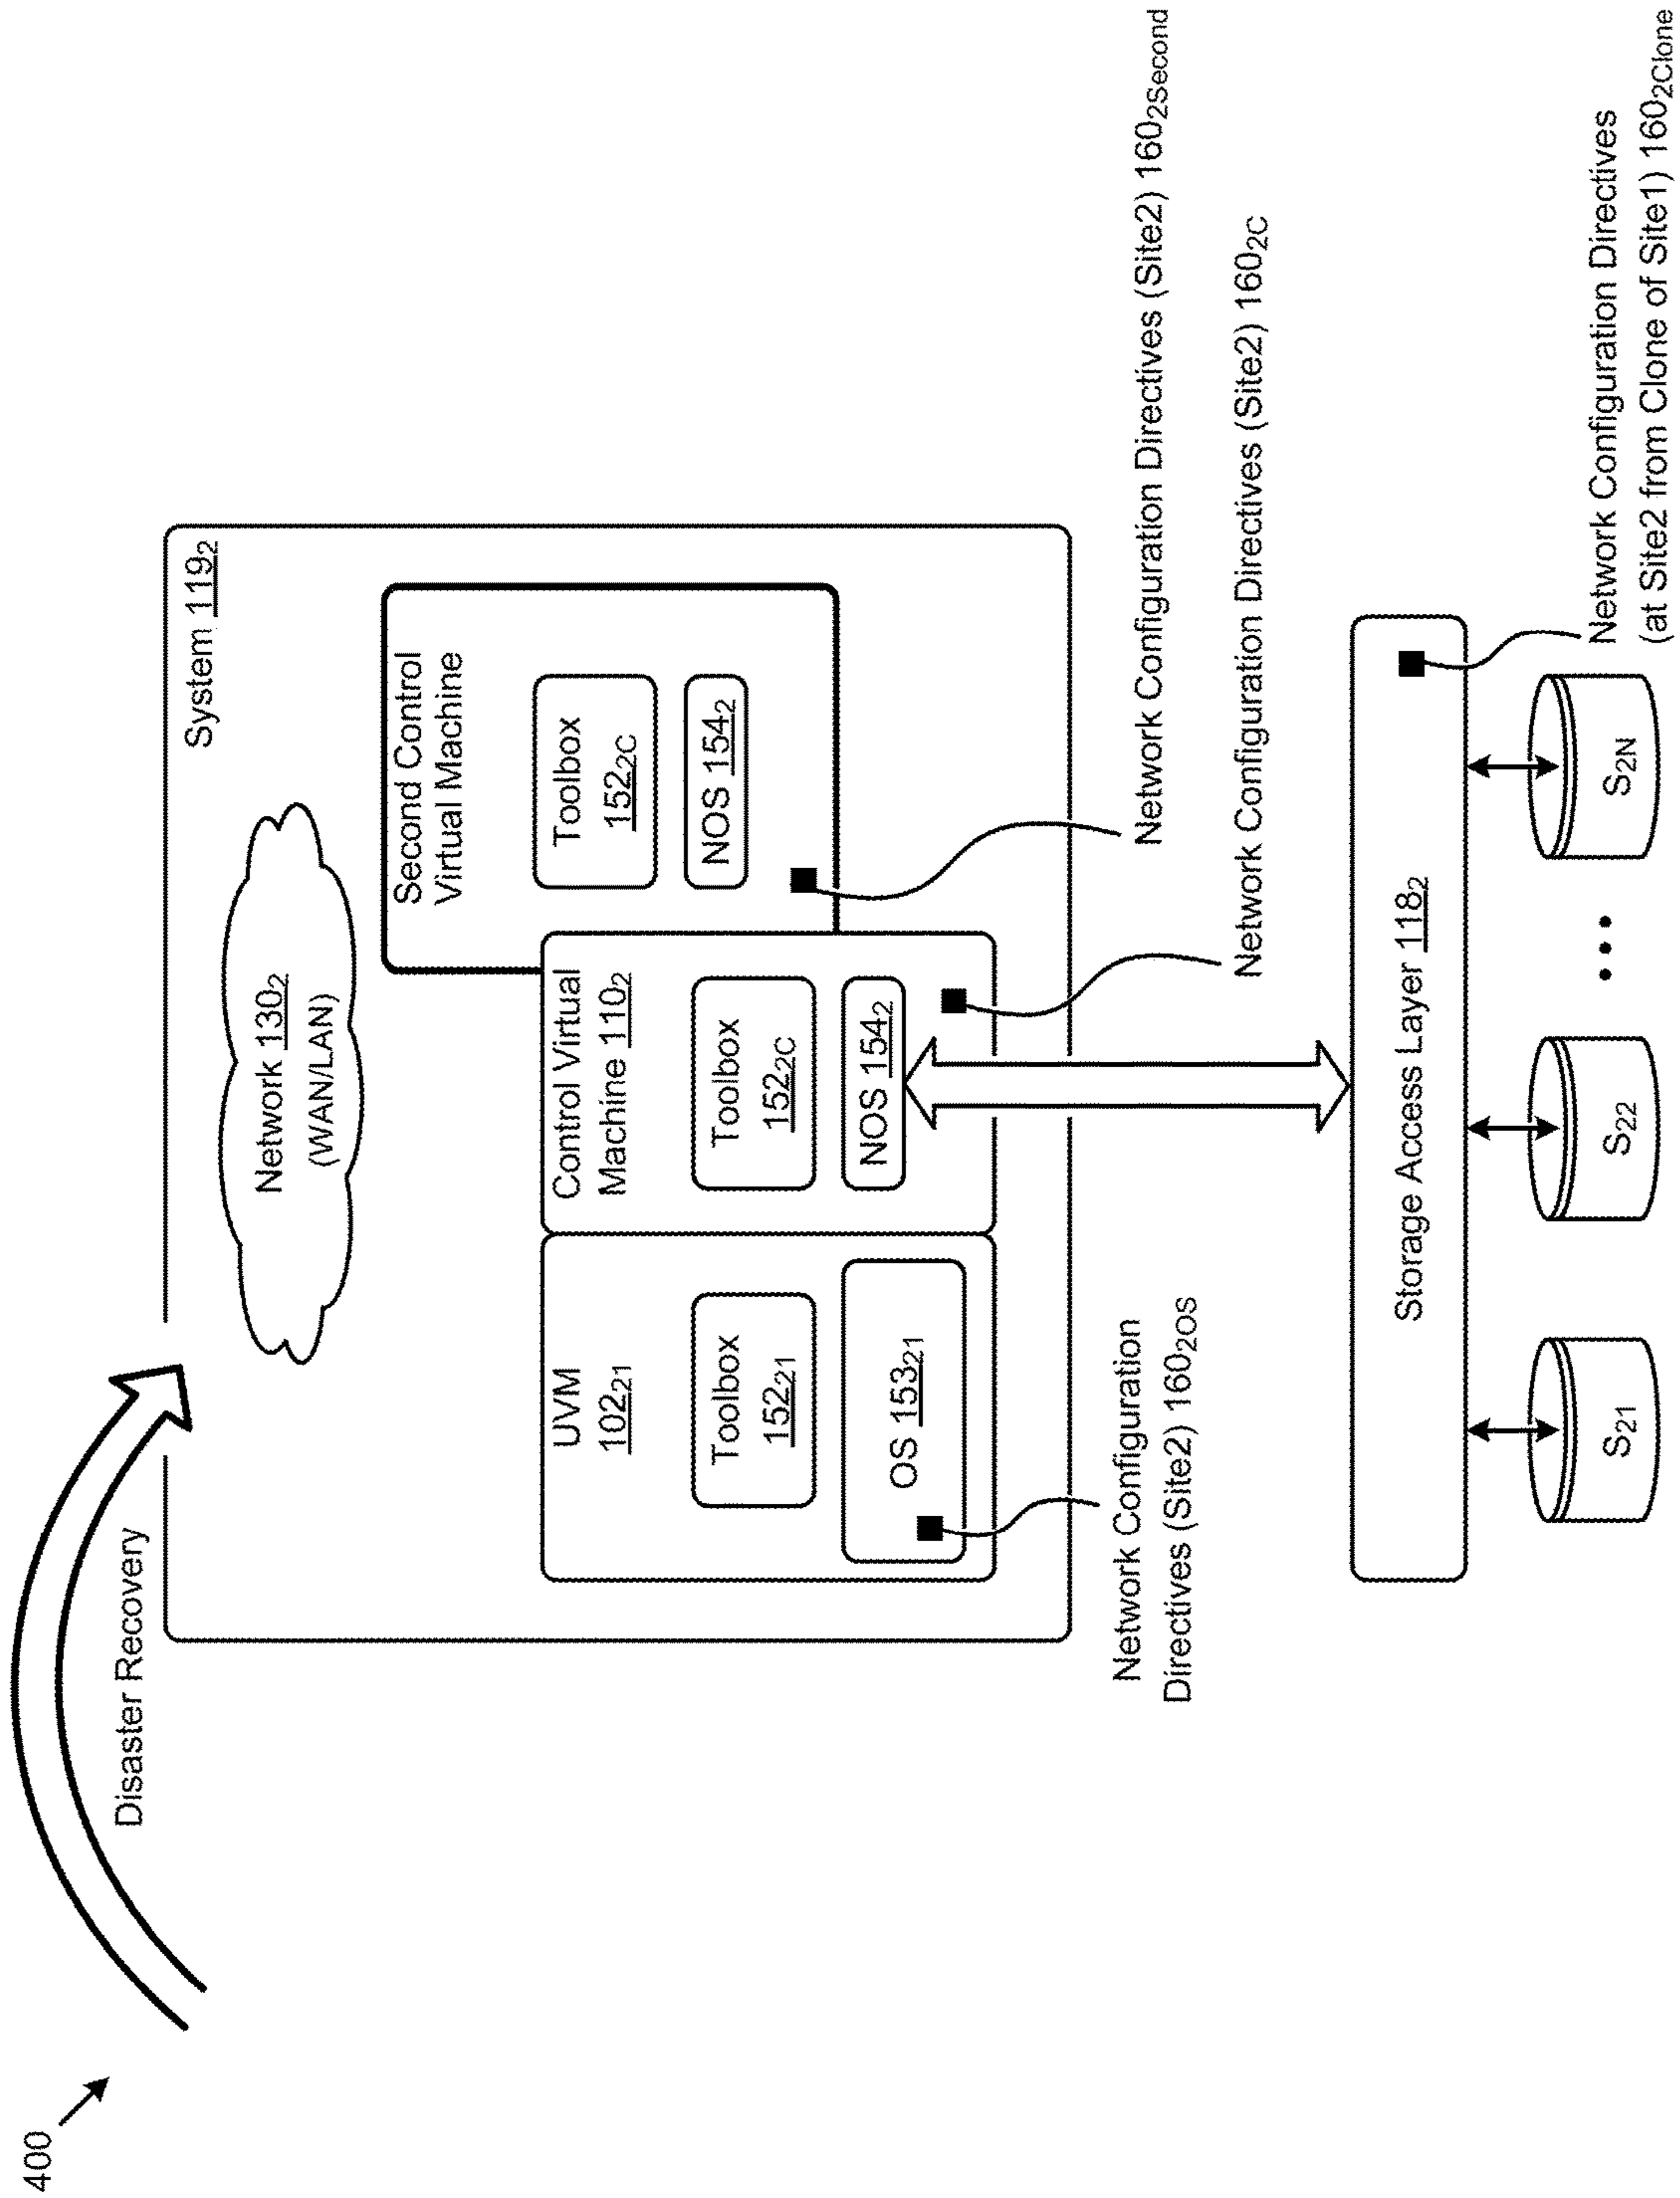 400
Disaster Recovery
System 119₂
Network 130₂
(WAN/LAN)
Second Control
Virtual Machine
Toolbox
152₂C
NOS 154₂
UVM
102₂₁
Toolbox
152₂₁
OS 153₂₁
Control Virtual
Machine 110₂
Toolbox
152₂C
NOS 154₂
Network Configuration
Directives (Site2) 160₂OS
Network Configuration Directives (Site2) 160₂Second
Network Configuration Directives (Site2) 160₂C
Storage Access Layer 118₂
Network Configuration Directives
(at Site2 from Clone of Site1) 160₂Clone
S₂₁
S₂₂
•••
S₂N